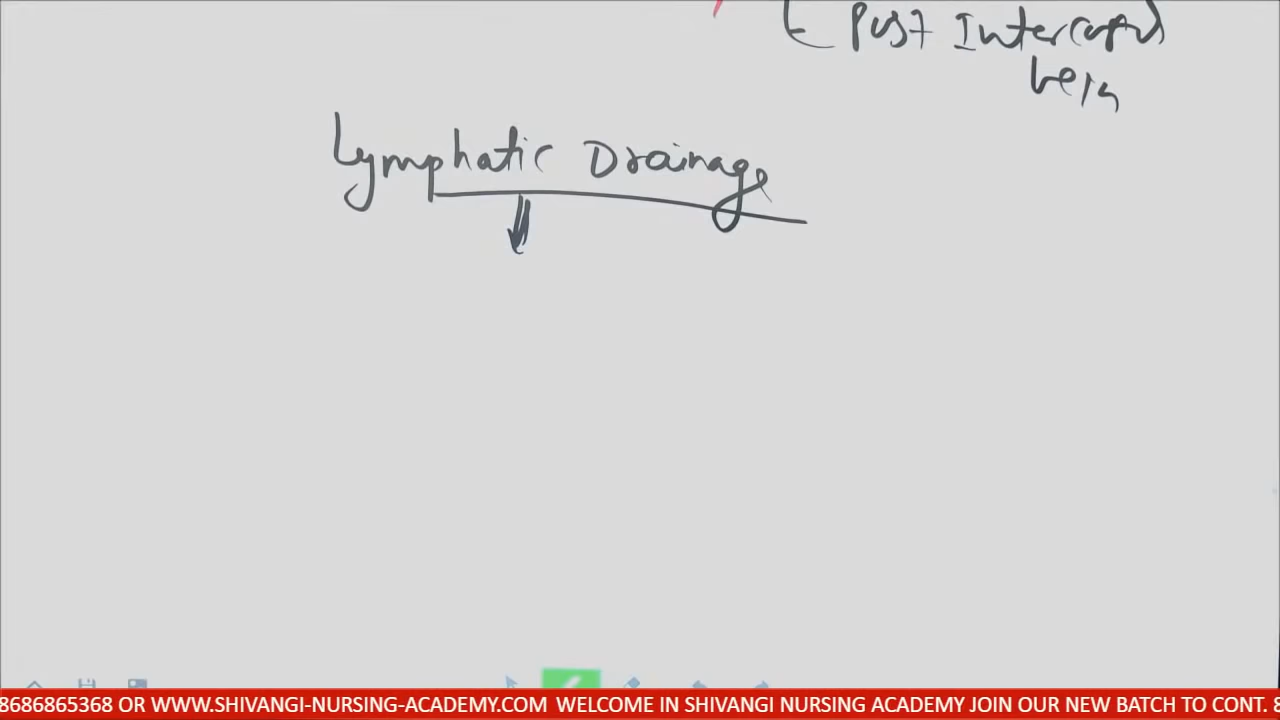 Post Intercostal
vein
Lymphatic Drainage
8686865368 OR WWW.SHIVANGI-NURSING-ACADEMY.COM WELCOME IN SHIVANGI NURSING ACADEMY JOIN OUR NEW BATCH TO CONT. 8